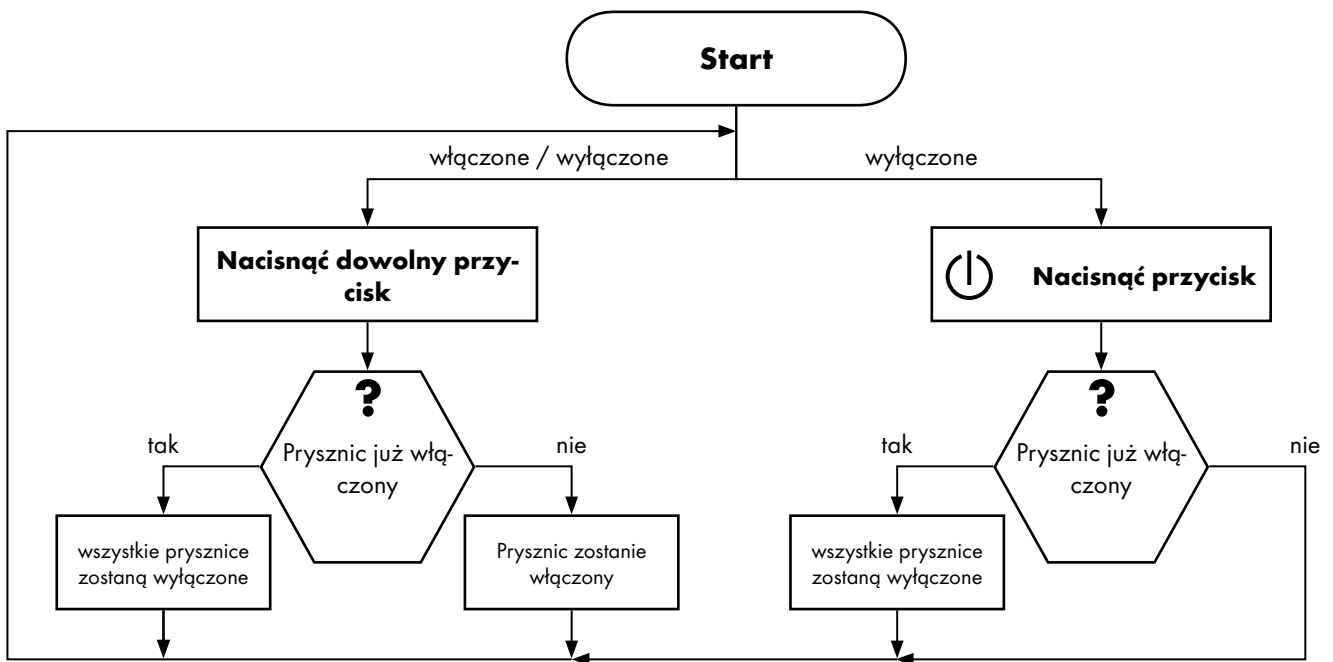 Start
włączone / wyłączone
wyłączone
Nacisnąć dowolny przy-
cisk
Nacisnąć przycisk
?
Prysznic już włą-
czony
tak
nie
?
Prysznic już włą-
czony
tak
nie
wszystkie prysznice
zostaną wyłączone
Prysznic zostanie
włączony
wszystkie prysznice
zostaną wyłączone